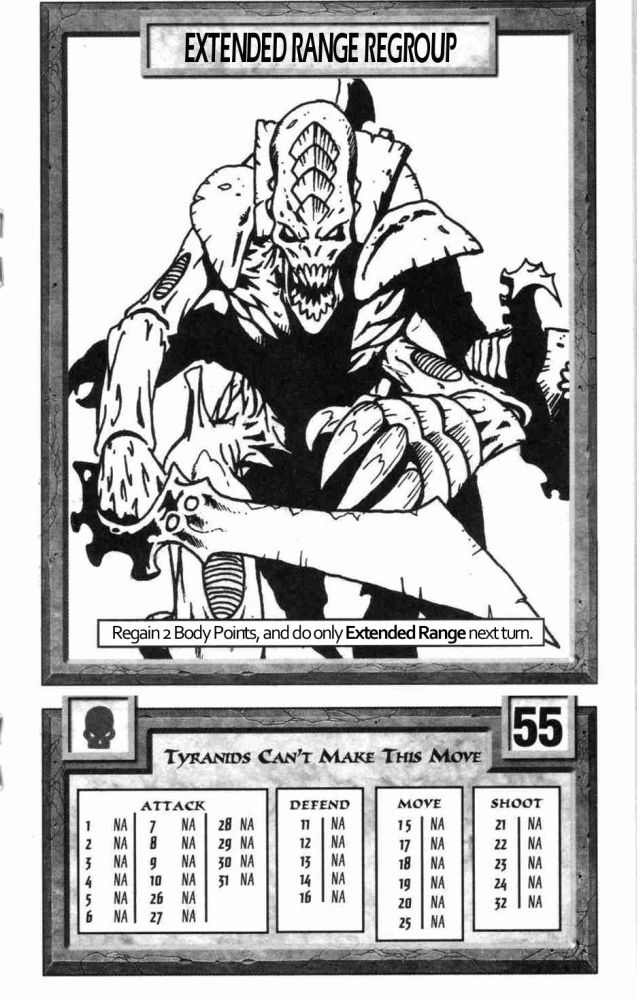 EXTENDED RANGE REGROUP
Regain 2 Body Points, and do only Extended Range next turn.
55
TYRANIDS CAN'T MAKE THIS MOVE
ATTACK
1 NA 7 NA 28 NA
2 NA 8 NA 29 NA
3 NA 9 NA 30 NA
4 NA 10 NA 31 NA
5 NA 26 NA
6 NA 27 NA
DEFEND
11 NA
12 NA
13 NA
14 NA
16 NA
MOVE
15 NA
17 NA
18 NA
19 NA
20 NA
25 NA
SHOOT
21 NA
22 NA
23 NA
24 NA
32 NA